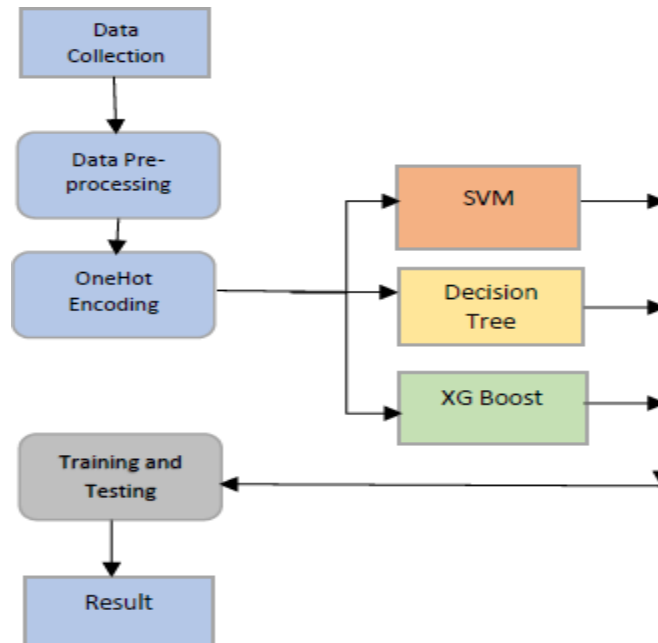 Data
Collection
Data Pre-
processing
OneHot
Encoding
SVM
Decision
Tree
XG Boost
Training and
Testing
Result